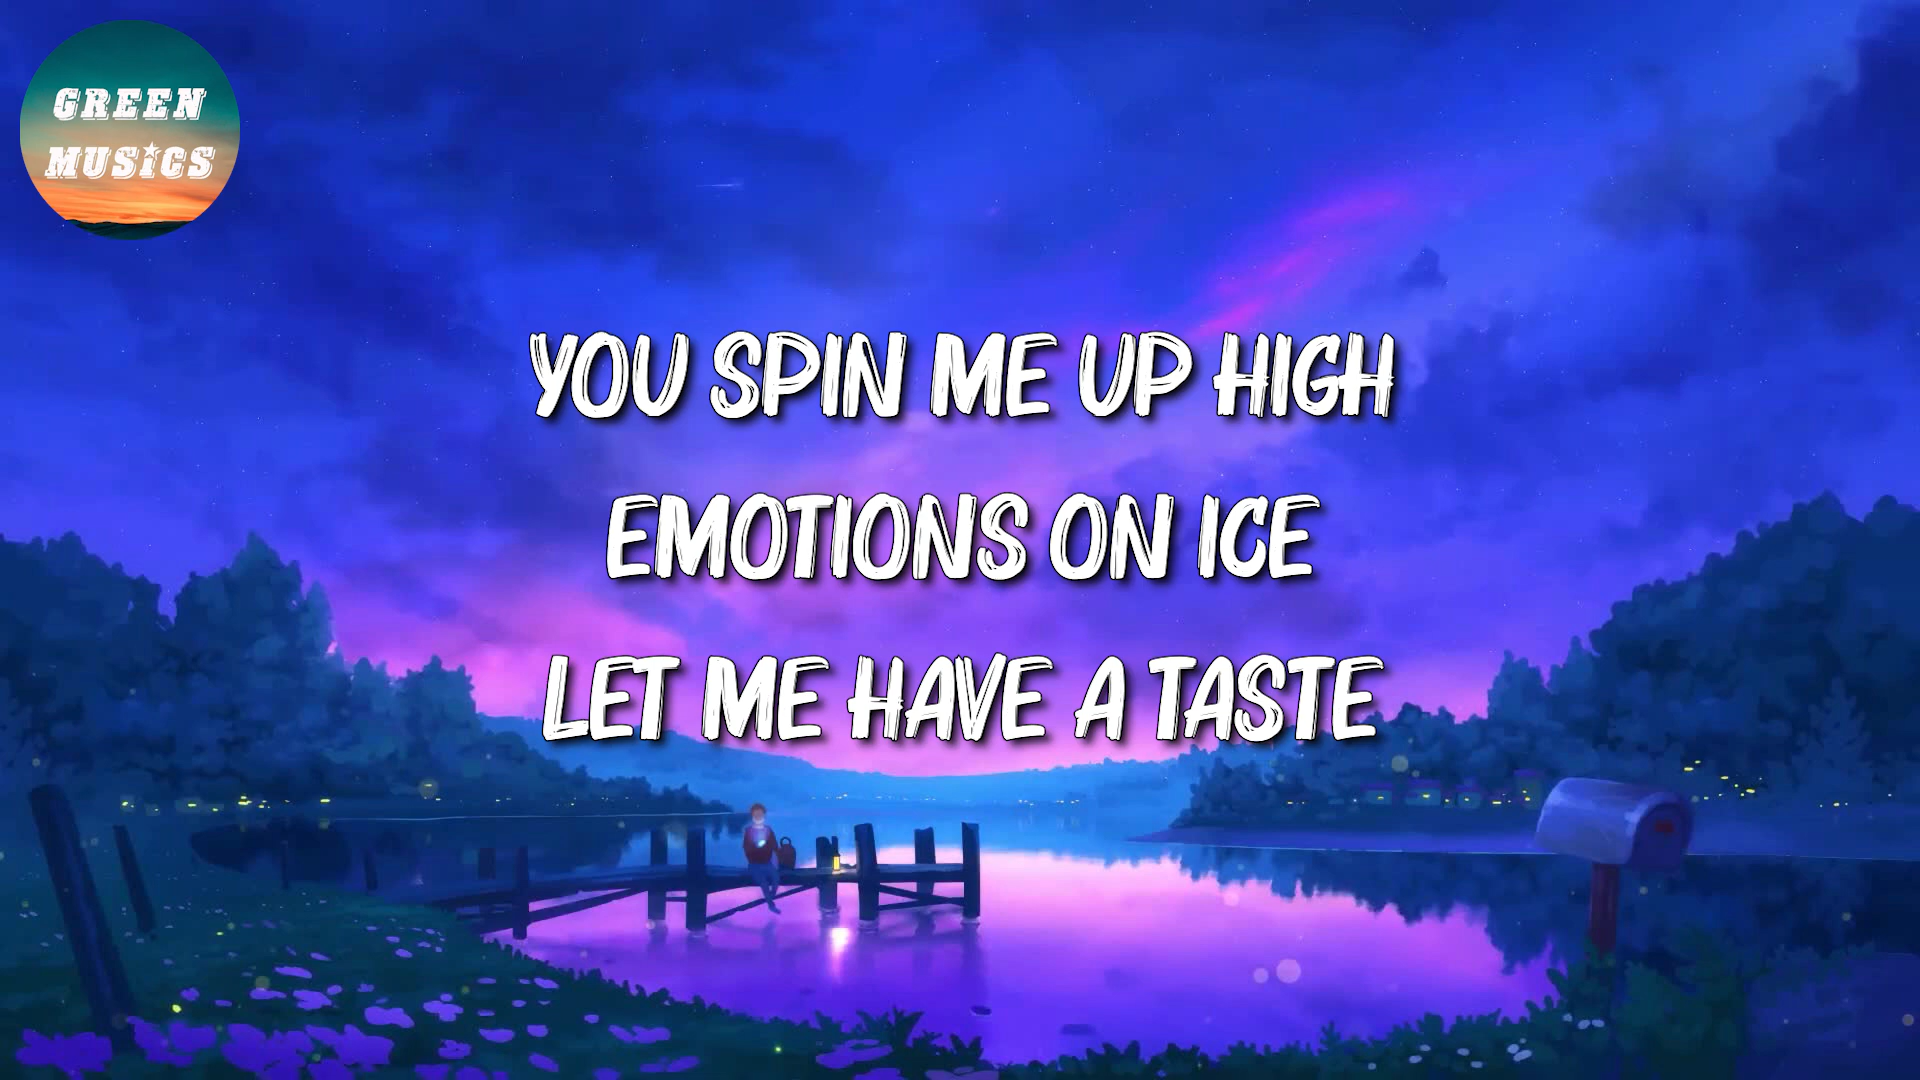 GREEN
MUSICS
YOU SPIN ME UP HIGH
EMOTIONS ON ICE
LET ME HAVE A TASTE